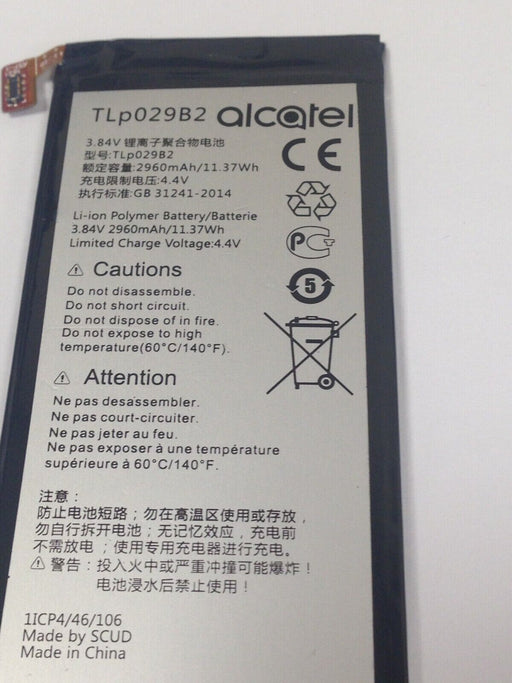 TLp029B2 alcatel
3.84V 锂离子聚合物电池
型号:TLp029B2
额定容量:2960mAh/11.37Wh
充电限制电压:4.4V
执行标准:GB 31241-2014
CE
Li-ion Polymer Battery/Batterie
3.84V 2960mAh/11.37Wh
Limited Charge Voltage:4.4V
PG
5
Cautions
Do not disassemble.
Do not short circuit.
Do not dispose of in fire.
Do not expose to high
temperature(60°C/140°F).
Attention
Ne pas desassembler.
Ne pas court-circuiter.
Ne pas jeter au feu.
Ne pas exposer à une température
supérieure à 60°C/140°F.
注意：
防止电池短路；勿在高温区使用或存放，
勿自行拆开电池；无记忆效应，充电前
不需放电；使用专用充电器进行充电。
警告：投入火中或严重冲撞可能爆炸！
电池浸水后禁止使用！
1ICP4/46/106
Made by SCUD
Made in China